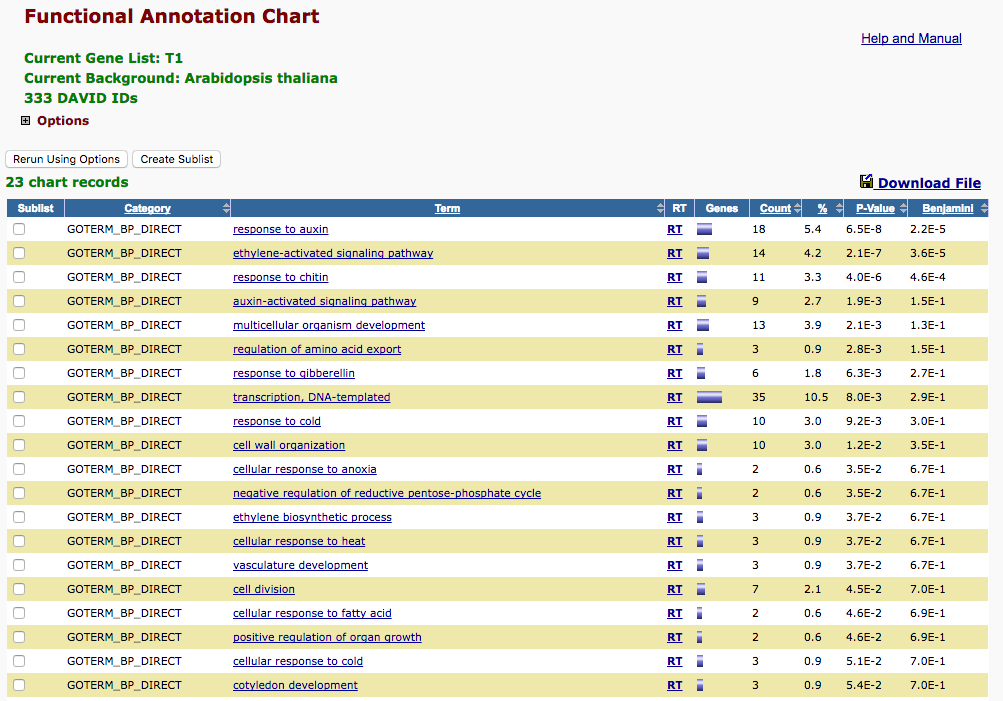 Functional Annotation Chart
Help and Manual
Current Gene List: T1
Current Background: Arabidopsis thaliana
333 DAVID IDs
Options
Rerun Using Options Create Sublist
23 chart records
Download File
Sublist Category Term RT Genes Count % P-Value Benjamini
GOTERM_BP_DIRECT response to auxin RT 18 5.4 6.5E-8 2.2E-5
GOTERM_BP_DIRECT ethylene-activated signaling pathway RT 14 4.2 2.1E-7 3.6E-5
GOTERM_BP_DIRECT response to chitin RT 11 3.3 4.0E-6 4.6E-4
GOTERM_BP_DIRECT auxin-activated signaling pathway RT 9 2.7 1.9E-3 1.5E-1
GOTERM_BP_DIRECT multicellular organism development RT 13 3.9 2.1E-3 1.3E-1
GOTERM_BP_DIRECT regulation of amino acid export RT 3 0.9 2.8E-3 1.5E-1
GOTERM_BP_DIRECT response to gibberellin RT 6 1.8 6.3E-3 2.7E-1
GOTERM_BP_DIRECT transcription, DNA-templated RT 35 10.5 8.0E-3 2.9E-1
GOTERM_BP_DIRECT response to cold RT 10 3.0 9.2E-3 3.0E-1
GOTERM_BP_DIRECT cell wall organization RT 10 3.0 1.2E-2 3.5E-1
GOTERM_BP_DIRECT cellular response to anoxia RT 2 0.6 3.5E-2 6.7E-1
GOTERM_BP_DIRECT negative regulation of reductive pentose-phosphate cycle RT 2 0.6 3.5E-2 6.7E-1
GOTERM_BP_DIRECT ethylene biosynthetic process RT 3 0.9 3.7E-2 6.7E-1
GOTERM_BP_DIRECT cellular response to heat RT 3 0.9 3.7E-2 6.7E-1
GOTERM_BP_DIRECT vasculature development RT 3 0.9 3.7E-2 6.7E-1
GOTERM_BP_DIRECT cell division RT 7 2.1 4.5E-2 7.0E-1
GOTERM_BP_DIRECT cellular response to fatty acid RT 2 0.6 4.6E-2 6.9E-1
GOTERM_BP_DIRECT positive regulation of organ growth RT 2 0.6 4.6E-2 6.9E-1
GOTERM_BP_DIRECT cellular response to cold RT 3 0.9 5.1E-2 7.0E-1
GOTERM_BP_DIRECT cotyledon development RT 3 0.9 5.4E-2 7.0E-1